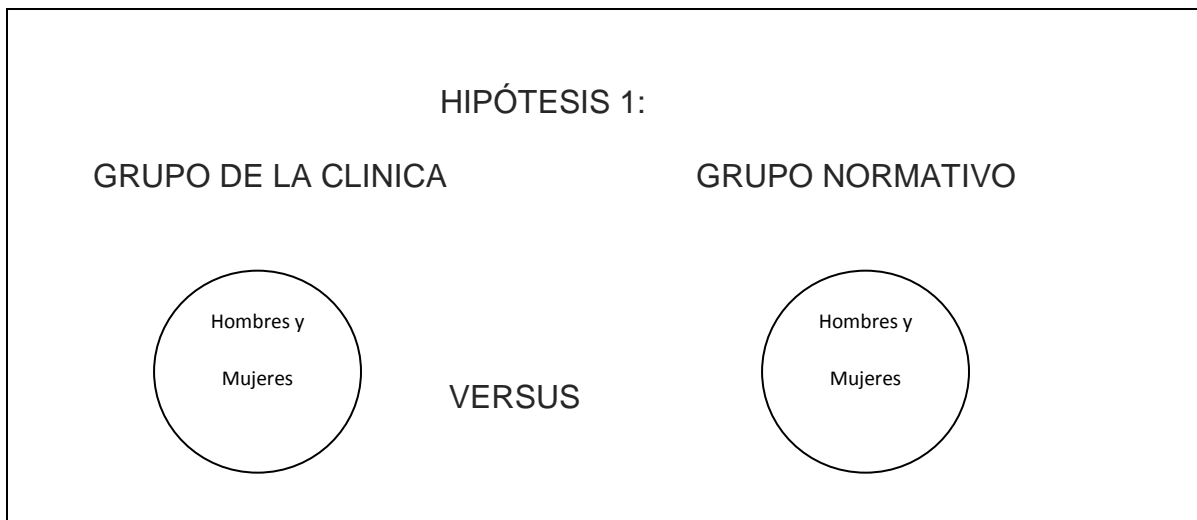 HIPÓTESIS 1:
GRUPO DE LA CLINICA
GRUPO NORMATIVO
Hombres y
Mujeres
VERSUS
Hombres y
Mujeres